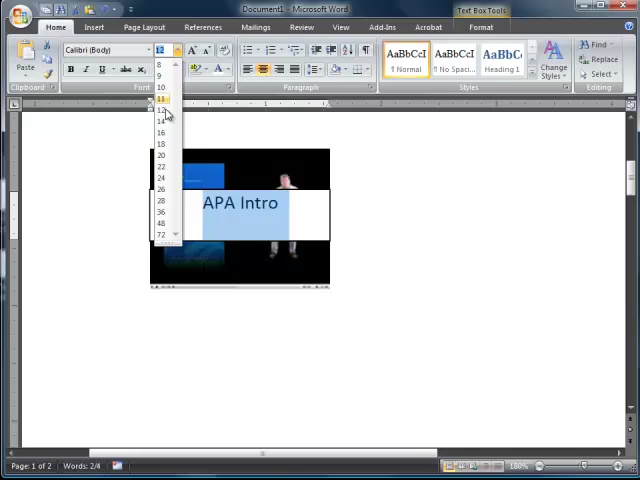 Document1 - Microsoft Word
Text Box Tools
Home Insert Page Layout References Mailings Review View Acrobat Format
Calibri (Body) 12
AaBbCcI AaBbCcI AaBbC
¶ Normal ¶ No Spaci... Heading 1
Paste
B I U
Change Styles
Find
Replace
Select
Clipboard Font Paragraph Styles Editing
8
9
10
11
12
14
16
18
20
22
24
26
28
36
48
72
APA Intro
Page: 1 of 2 Words: 2/4 180%